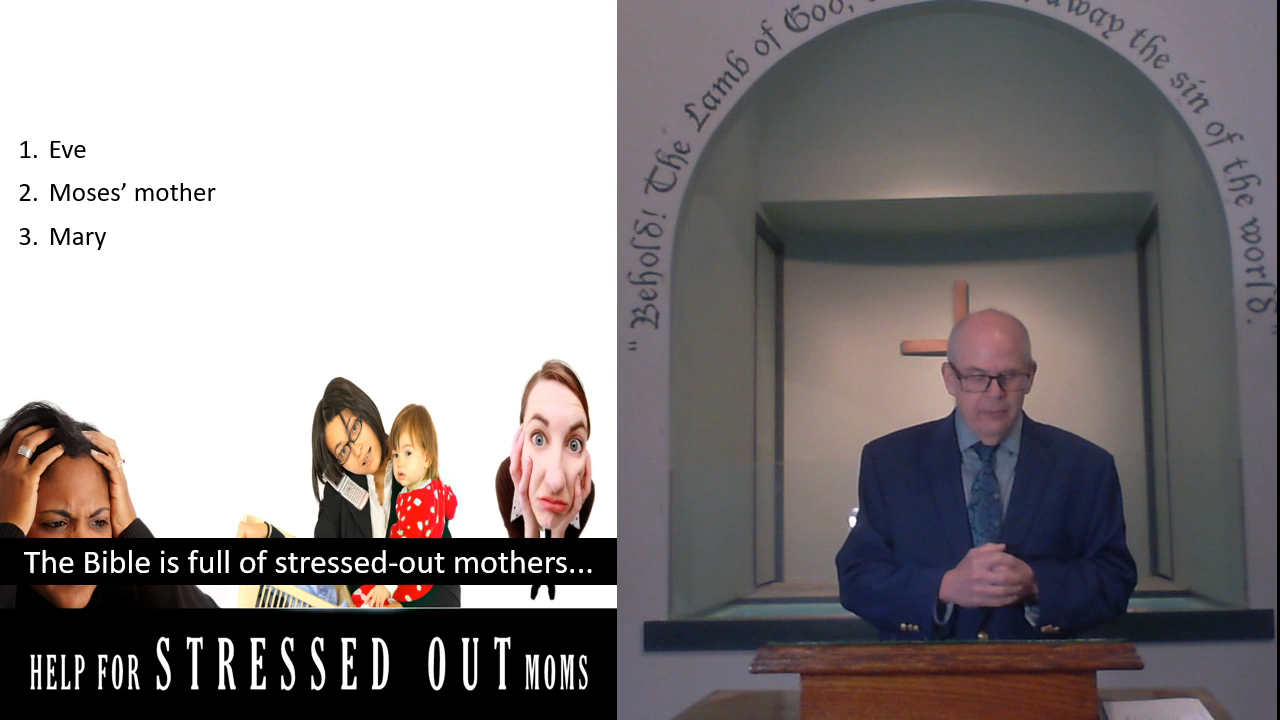 1. Eve
2. Moses’ mother
3. Mary
The Bible is full of stressed-out mothers...
HELP FOR STRESSED OUT MOMS
"Behold! The Lamb of God, away the sin of the world."